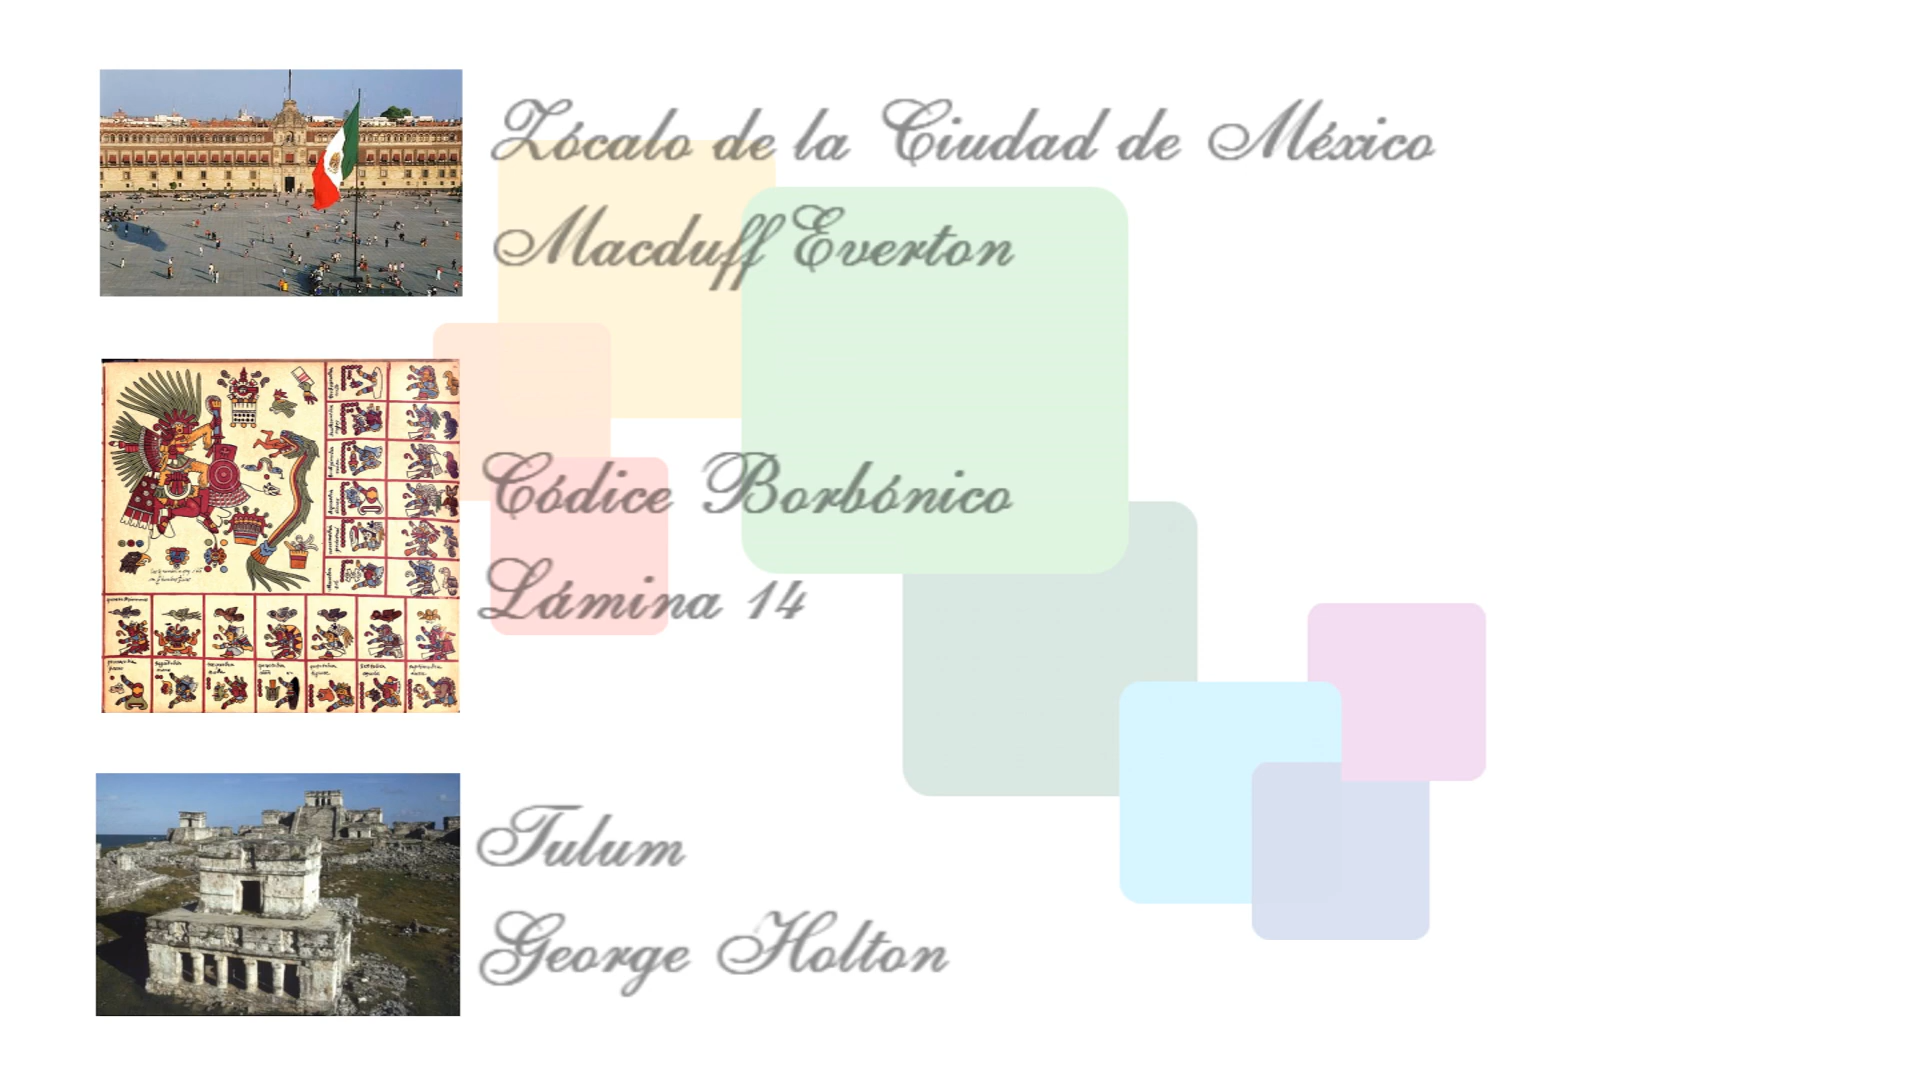 Zócalo de la Ciudad de México
Macduff Everton
Códice Borbónico
Lámina 14
Tulum
George Holton